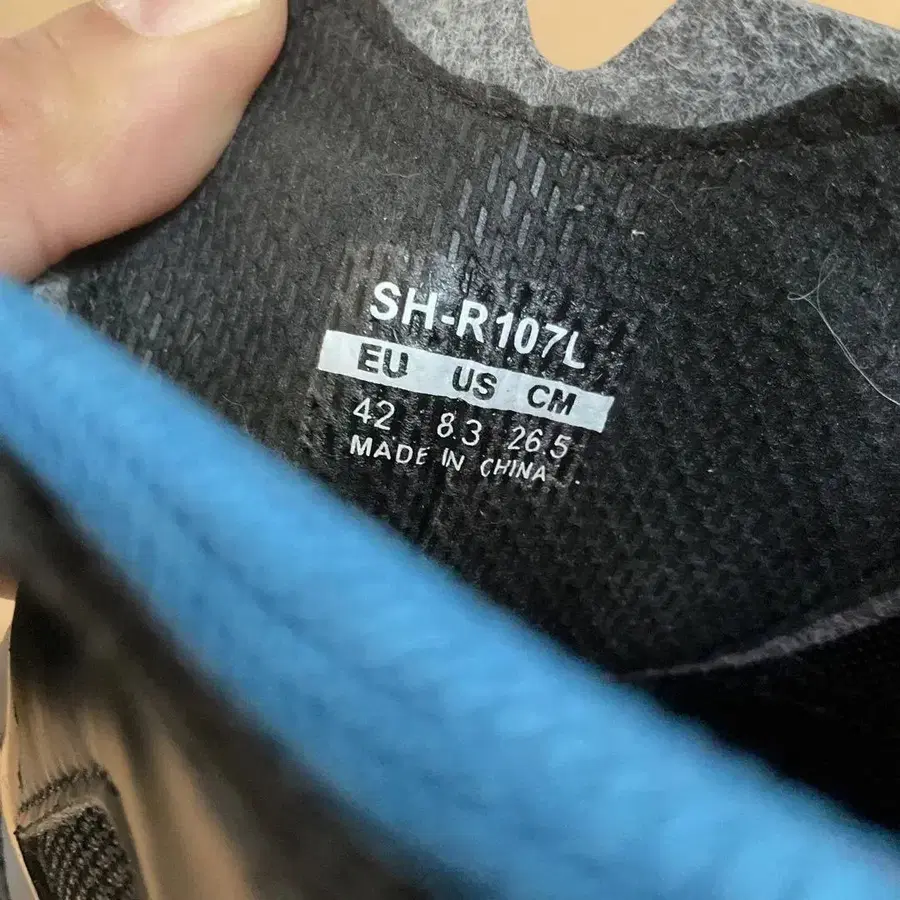 SH-R107L
EU US CM
42 8.3 26.5
MADE IN CHINA